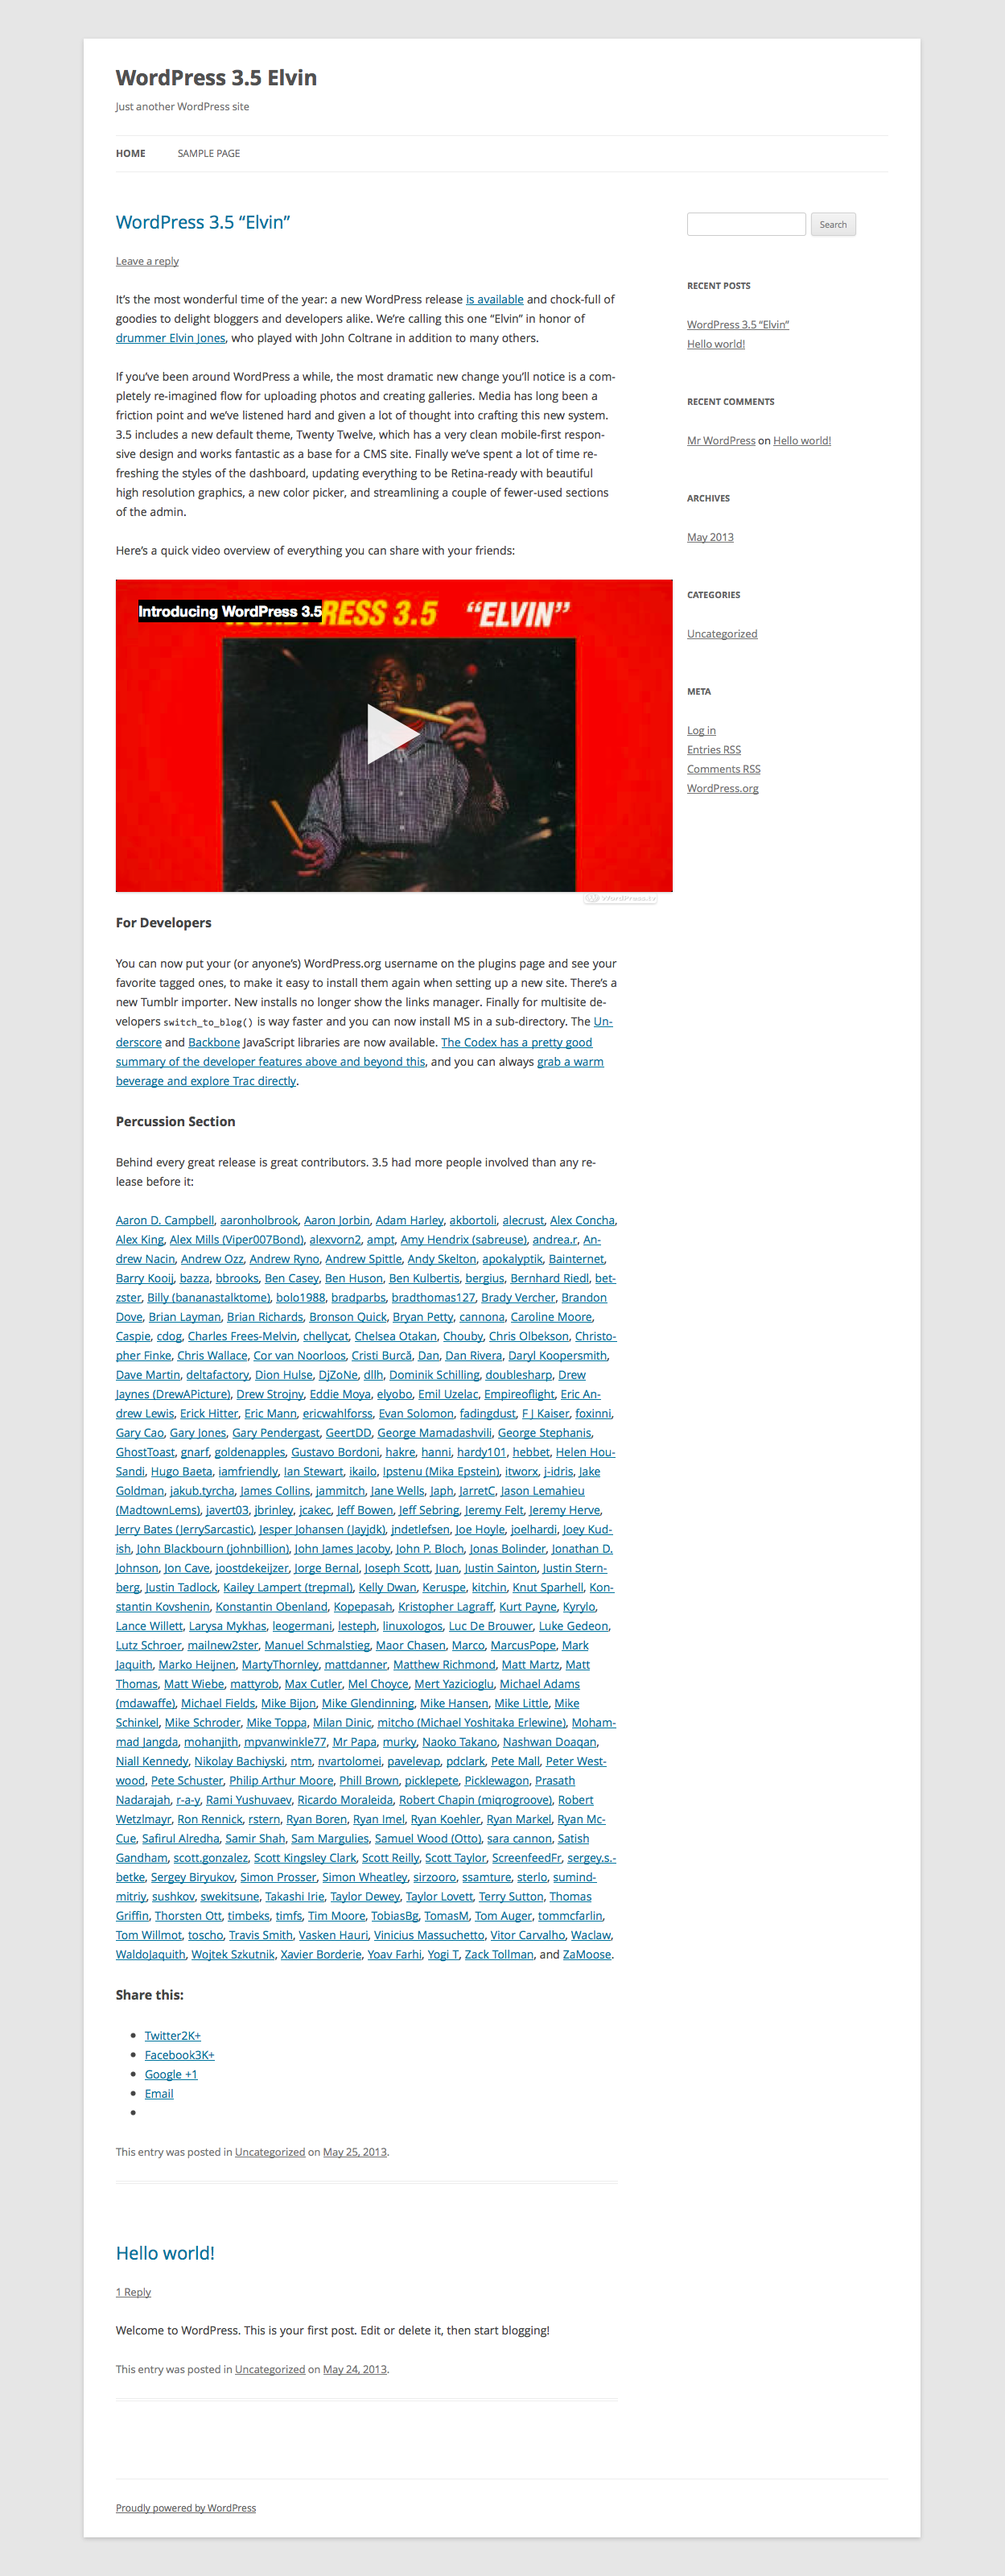 WordPress 3.5 Elvin
Just another WordPress site
HOME
SAMPLE PAGE
WordPress 3.5 “Elvin”
Leave a reply
It’s the most wonderful time of the year: a new WordPress release is available and chock-full of
goodies to delight bloggers and developers alike. We’re calling this one “Elvin” in honor of
drummer Elvin Jones, who played with John Coltrane in addition to many others.
If you’ve been around WordPress a while, the most dramatic new change you’ll notice is a com-
pletely re-imagined flow for uploading photos and creating galleries. Media has long been a
friction point and we’ve listened hard and given a lot of thought into crafting this new system.
3.5 includes a new default theme, Twenty Twelve, which has a very clean mobile-first respon-
sive design and works fantastic as a base for a CMS site. Finally we’ve spent a lot of time re-
freshing the styles of the dashboard, updating everything to be Retina-ready with beautiful
high resolution graphics, a new color picker, and streamlining a couple of fewer-used sections
of the admin.
Here’s a quick video overview of everything you can share with your friends:
Introducing WordPress 3.5
RESS 3.5 “ELVIN”
WordPress.tv
For Developers
You can now put your (or anyone’s) WordPress.org username on the plugins page and see your
favorite tagged ones, to make it easy to install them again when setting up a new site. There’s a
new Tumblr importer. New installs no longer show the links manager. Finally for multisite de-
velopers switch_to_blog() is way faster and you can now install MS in a sub-directory. The Un-
derscore and Backbone JavaScript libraries are now available. The Codex has a pretty good
summary of the developer features above and beyond this, and you can always grab a warm
beverage and explore Trac directly.
Percussion Section
Behind every great release is great contributors. 3.5 had more people involved than any re-
lease before it:
Aaron D. Campbell, aaronholbrook, Aaron Jorbin, Adam Harley, akbortoli, alecrust, Alex Concha,
Alex King, Alex Mills (Viper007Bond), alexvorn2, ampt, Amy Hendrix (sabreuse), andrea.r, An-
drew Nacin, Andrew Ozz, Andrew Ryno, Andrew Spittle, Andy Skelton, apokalyptik, Bainternet,
Barry Kooij, bazza, bbrooks, Ben Casey, Ben Huson, Ben Kulbertis, bergius, Bernhard Riedl, bet-
zster, Billy (bananastalktome), bolo1988, bradparbs, bradthomas127, Brady Vercher, Brandon
Dove, Brian Layman, Brian Richards, Bronson Quick, Bryan Petty, cannona, Caroline Moore,
Caspie, cdog, Charles Frees-Melvin, chellycat, Chelsea Otakan, Chouby, Chris Olbekson, Christo-
pher Finke, Chris Wallace, Cor van Noorloos, Cristi Burcă, Dan, Dan Rivera, Daryl Koopersmith,
Dave Martin, deltafactory, Dion Hulse, DjZoNe, dllh, Dominik Schilling, doublesharp, Drew
Jaynes (DrewAPicture), Drew Strojny, Eddie Moya, elyobo, Emil Uzelac, Empireoflight, Eric An-
drew Lewis, Erick Hitter, Eric Mann, ericwahlforss, Evan Solomon, fadingdust, F J Kaiser, foxinni,
Gary Cao, Gary Jones, Gary Pendergast, GeertDD, George Mamadashvili, George Stephanis,
GhostToast, gnarf, goldenapples, Gustavo Bordoni, hakre, hanni, hardy101, hebbet, Helen Hou-
Sandi, Hugo Baeta, iamfriendly, Ian Stewart, ikailo, Ipstenu (Mika Epstein), itworx, j-idris, Jake
Goldman, jakub.tyrcha, James Collins, jammitch, Jane Wells, Japh, JarretC, Jason Lemahieu
(MadtownLems), javert03, jbrinley, jcakec, Jeff Bowen, Jeff Sebring, Jeremy Felt, Jeremy Herve,
Jerry Bates (JerrySarcastic), Jesper Johansen (Jayjdk), jndetlefsen, Joe Hoyle, joelhardi, Joey Kud-
ish, John Blackbourn (johnbillion), John James Jacoby, John P. Bloch, Jonas Bolinder, Jonathan D.
Johnson, Jon Cave, joostdekeijzer, Jorge Bernal, Joseph Scott, Juan, Justin Sainton, Justin Stern-
berg, Justin Tadlock, Kailey Lampert (trepmal), Kelly Dwan, Keruspe, kitchin, Knut Sparhell, Kon-
stantin Kovshenin, Konstantin Obenland, Kopepasah, Kristopher Lagraff, Kurt Payne, Kyrylo,
Lance Willett, Larysa Mykhas, leogermani, lesteph, linuxologos, Luc De Brouwer, Luke Gedeon,
Lutz Schroer, mailnew2ster, Manuel Schmalstieg, Maor Chasen, Marco, MarcusPope, Mark
Jaquith, Marko Heijnen, MartyThornley, mattdanner, Matthew Richmond, Matt Martz, Matt
Thomas, Matt Wiebe, mattyrob, Max Cutler, Mel Choyce, Mert Yazicioglu, Michael Adams
(mdawaffe), Michael Fields, Mike Bijon, Mike Glendinning, Mike Hansen, Mike Little, Mike
Schinkel, Mike Schroder, Mike Toppa, Milan Dinic, mitcho (Michael Yoshitaka Erlewine), Moham-
mad Jangda, mohanjith, mpvanwinkle77, Mr Papa, murky, Naoko Takano, Nashwan Doaqan,
Niall Kennedy, Nikolay Bachiyski, ntm, nvartolomei, pavelevap, pdclark, Pete Mall, Peter West-
wood, Pete Schuster, Philip Arthur Moore, Phill Brown, picklepete, Picklewagon, Prasath
Nadarajah, r-a-y, Rami Yushuvaev, Ricardo Moraleida, Robert Chapin (miqrogroove), Robert
Wetzlmayr, Ron Rennick, rstern, Ryan Boren, Ryan Imel, Ryan Koehler, Ryan Markel, Ryan Mc-
Cue, Safirul Alredha, Samir Shah, Sam Margulies, Samuel Wood (Otto), sara cannon, Satish
Gandham, scott.gonzalez, Scott Kingsley Clark, Scott Reilly, Scott Taylor, ScreenfeedFr, sergey.s.-
betke, Sergey Biryukov, Simon Prosser, Simon Wheatley, sirzooro, ssamture, sterlo, sumind-
mitriy, sushkov, swekitsune, Takashi Irie, Taylor Dewey, Taylor Lovett, Terry Sutton, Thomas
Griffin, Thorsten Ott, timbeks, timfs, Tim Moore, TobiasBg, TomasM, Tom Auger, tommcfarlin,
Tom Willmot, toscho, Travis Smith, Vasken Hauri, Vinicius Massuchetto, Vitor Carvalho, Waclaw,
WaldoJaquith, Wojtek Szkutnik, Xavier Borderie, Yoav Farhi, Yogi T, Zack Tollman, and ZaMoose.
Share this:
Twitter2K+
Facebook3K+
Google +1
Email
This entry was posted in Uncategorized on May 25, 2013.
Hello world!
1 Reply
Welcome to WordPress. This is your first post. Edit or delete it, then start blogging!
This entry was posted in Uncategorized on May 24, 2013.
Search
RECENT POSTS
WordPress 3.5 “Elvin”
Hello world!
RECENT COMMENTS
Mr WordPress on Hello world!
ARCHIVES
May 2013
CATEGORIES
Uncategorized
META
Log in
Entries RSS
Comments RSS
WordPress.org
Proudly powered by WordPress